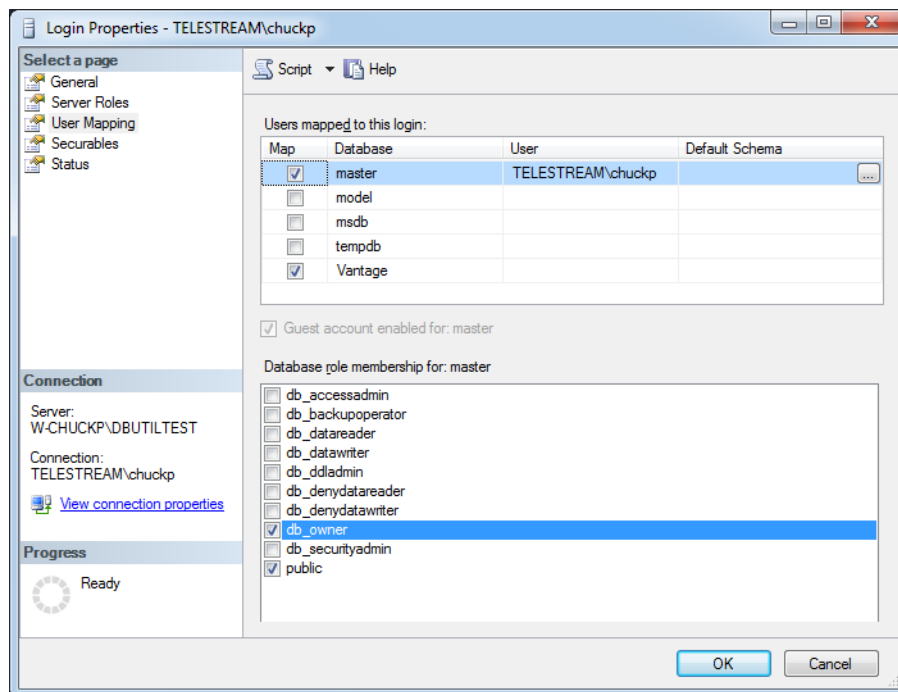 Login Properties - TELESTREAM\chuckp
Select a page
General
Server Roles
User Mapping
Securables
Status
Script Help
Users mapped to this login:
Map Database User Default Schema
master TELESTREAM\chuckp ...
model
msdb
tempdb
Vantage
Guest account enabled for: master
Database role membership for: master
db_accessadmin
db_backupoperator
db_datareader
db_datawriter
db_ddladmin
db_denydatareader
db_denydatawriter
db_owner
db_securityadmin
public
Connection
Server:
W-CHUCKP\DBUTILTEST
Connection:
TELESTREAM\chuckp
View connection properties
Progress
Ready
OK Cancel